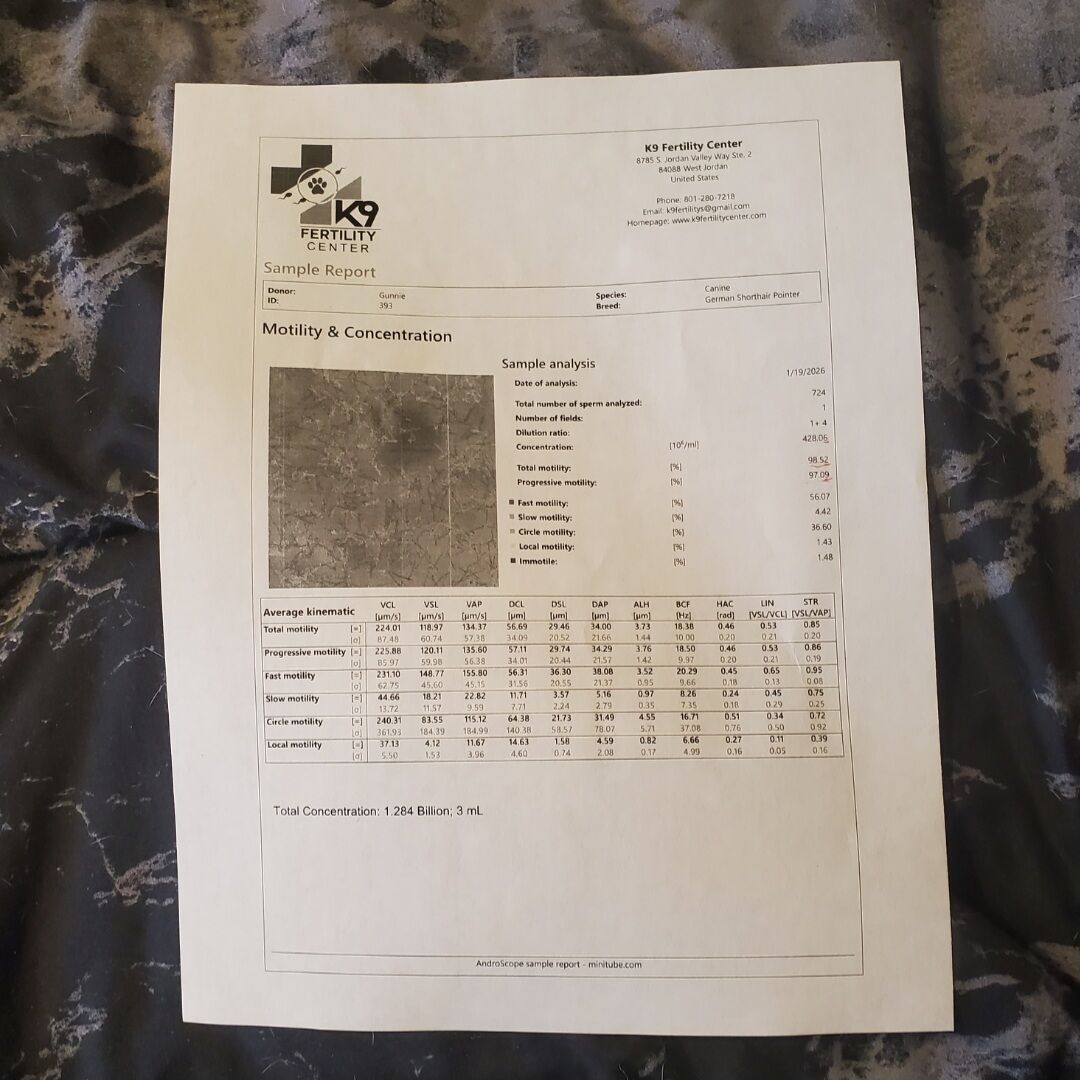 K9 Fertility Center
8785 S. Jordan Valley Way Ste. 2
84088 West Jordan
United States
Phone: 801-280-7218
Email: k9fertilitys@gmail.com
Homepage: www.k9fertilitycenter.com
K9
FERTILITY
CENTER
Sample Report
Donor: Gunnie Species: Canine
ID: 393 Breed: German Shorthair Pointer
Motility & Concentration
Sample analysis
Date of analysis: 1/19/2026
Total number of sperm analyzed: 724
Number of fields: 1
Dilution ratio: 1+ 4
Concentration: [10⁶/ml] 428.06
Total motility: [%] 98.52
Progressive motility: [%] 97.09
Fast motility: [%] 56.07
Slow motility: [%] 4.42
Circle motility: [%] 36.60
Local motility: [%] 1.43
Immotile: [%] 1.48
Average kinematic VCL VSL VAP DCL DSL DAP ALH BCF HAC LIN STR
[µm/s] [µm/s] [µm/s] [µm] [µm] [µm] [µm] [Hz] [rad] [VSL/VCL] [VSL/VAP]
Total motility [=] 224.01 118.97 134.37 56.69 29.46 34.00 3.73 18.38 0.46 0.53 0.85
[σ] 87.48 60.74 57.38 34.09 20.52 21.66 1.44 10.00 0.20 0.21 0.20
Progressive motility [=] 225.88 120.11 135.60 57.11 29.74 34.29 3.76 18.50 0.46 0.53 0.86
[σ] 85.97 59.98 56.38 34.01 20.44 21.57 1.42 9.97 0.20 0.21 0.19
Fast motility [=] 231.10 148.77 155.80 56.31 36.30 38.08 3.52 20.29 0.45 0.65 0.95
[σ] 62.75 45.60 45.15 31.56 20.55 21.37 0.95 9.66 0.18 0.13 0.08
Slow motility [=] 44.66 18.21 22.82 11.71 3.57 5.16 0.97 8.26 0.24 0.45 0.75
[σ] 13.72 11.57 9.59 7.71 2.24 2.79 0.35 7.35 0.18 0.29 0.25
Circle motility [=] 240.31 83.55 115.12 64.38 21.73 31.49 4.55 16.71 0.51 0.34 0.72
[σ] 361.93 184.39 184.99 140.38 58.57 78.07 5.71 37.08 0.76 0.50 0.92
Local motility [=] 37.13 4.12 11.67 14.63 1.58 4.59 0.82 6.66 0.27 0.11 0.39
[σ] 5.50 1.53 3.96 4.60 0.74 2.08 0.17 4.99 0.16 0.05 0.16
Total Concentration: 1.284 Billion; 3 mL
AndroScope sample report - minitube.com